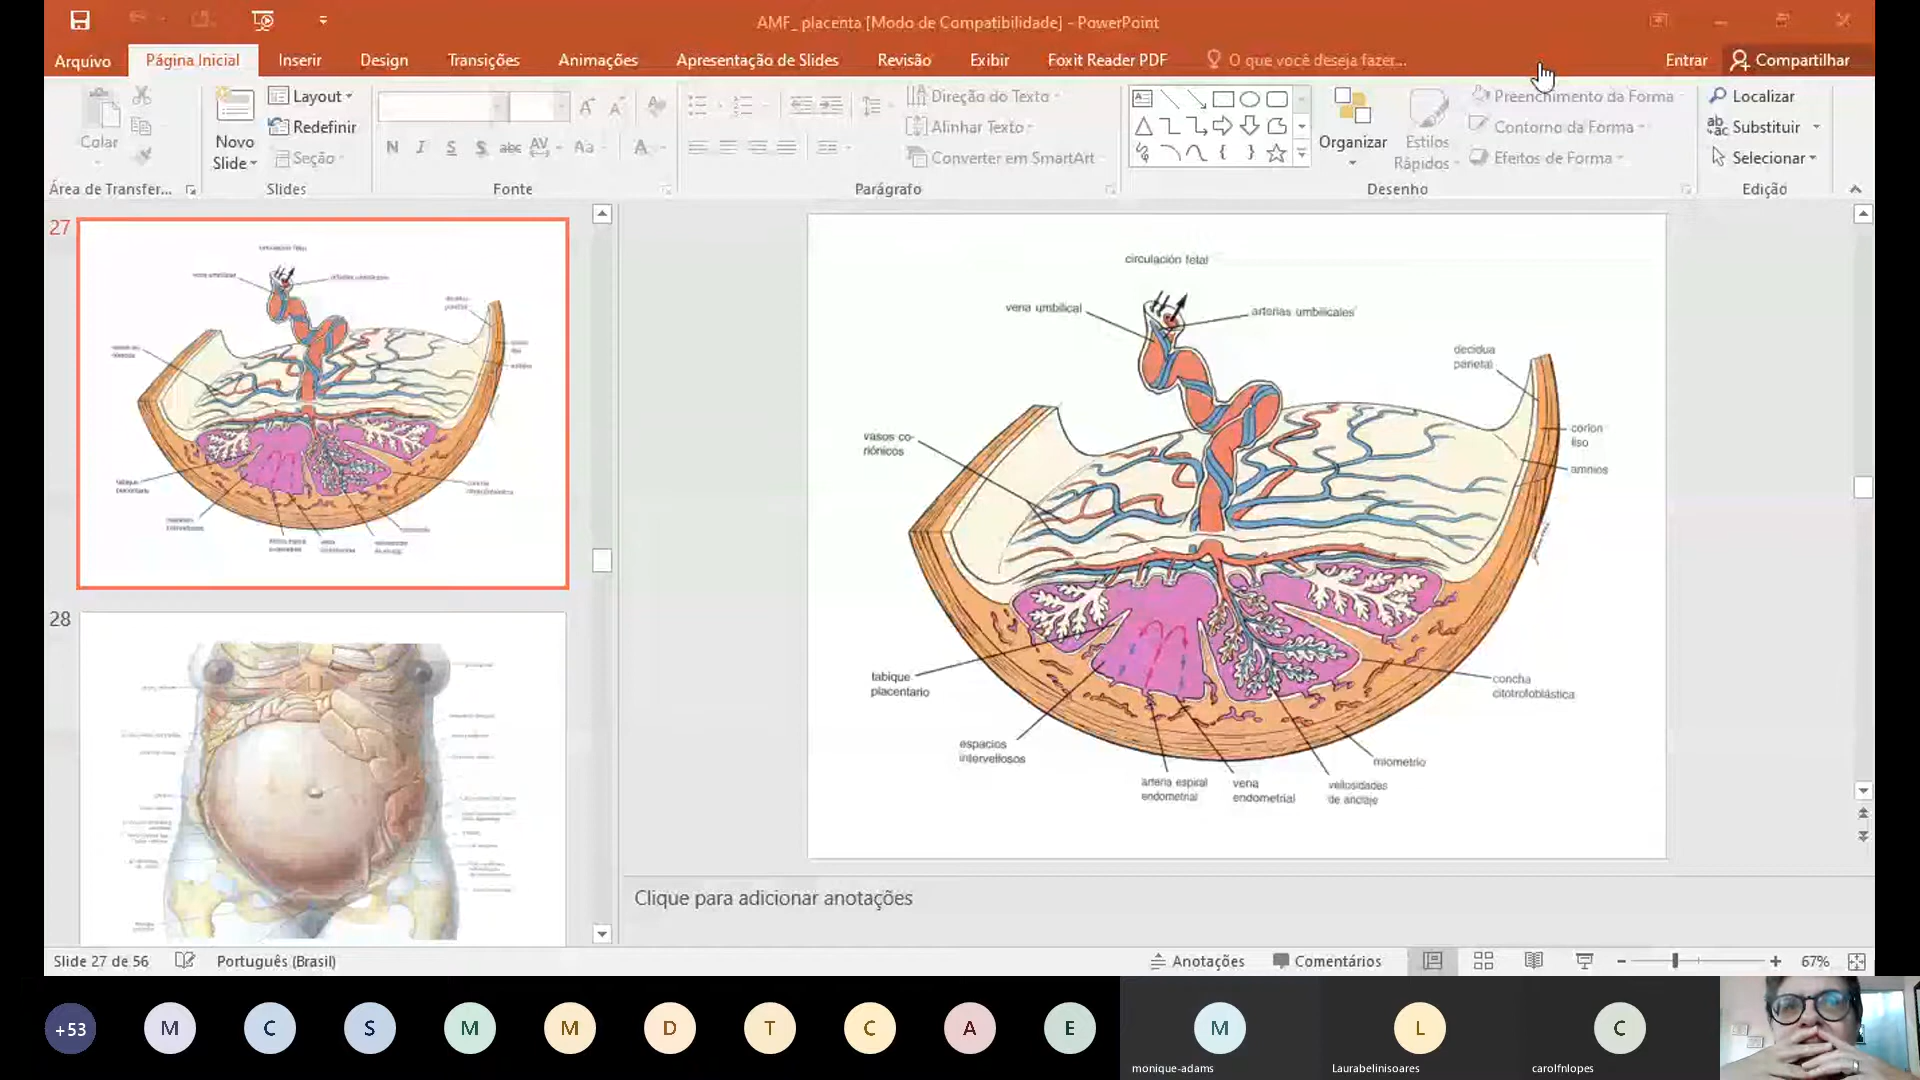 AMF_ placenta [Modo de Compatibilidade] - PowerPoint
Arquivo
Página Inicial
Inserir
Design
Transições
Animações
Apresentação de Slides
Revisão
Exibir
Foxit Reader PDF
O que você deseja fazer...
Entrar
Compartilhar
Colar
Novo
Slide
Layout
Redefinir
Seção
N I S S abc AV Aa A
Direção do Texto
Alinhar Texto
Converter em SmartArt
Organizar
Estilos
Rápidos
Preenchimento da Forma
Contorno da Forma
Efeitos de Forma
Localizar
Substituir
Selecionar
Área de Transfer...
Slides
Fonte
Parágrafo
Desenho
Edição
27
28
circulación fetal
vena umbilical
arterias umbilicales
decidua
parietal
corion
liso
amnios
vasos co-
riónicos
tabique
placentario
espacios
intervellosos
arteria espiral
endometrial
vena
endometrial
vellosidades
de anclaje
miometrio
concha
citotrofoblástica
Clique para adicionar anotações
Slide 27 de 56
Português (Brasil)
Anotações
Comentários
67%
+53
M
C
S
M
M
D
T
C
A
E
M
L
C
monique-adams
Laurabelinisoares
carolfnlopes